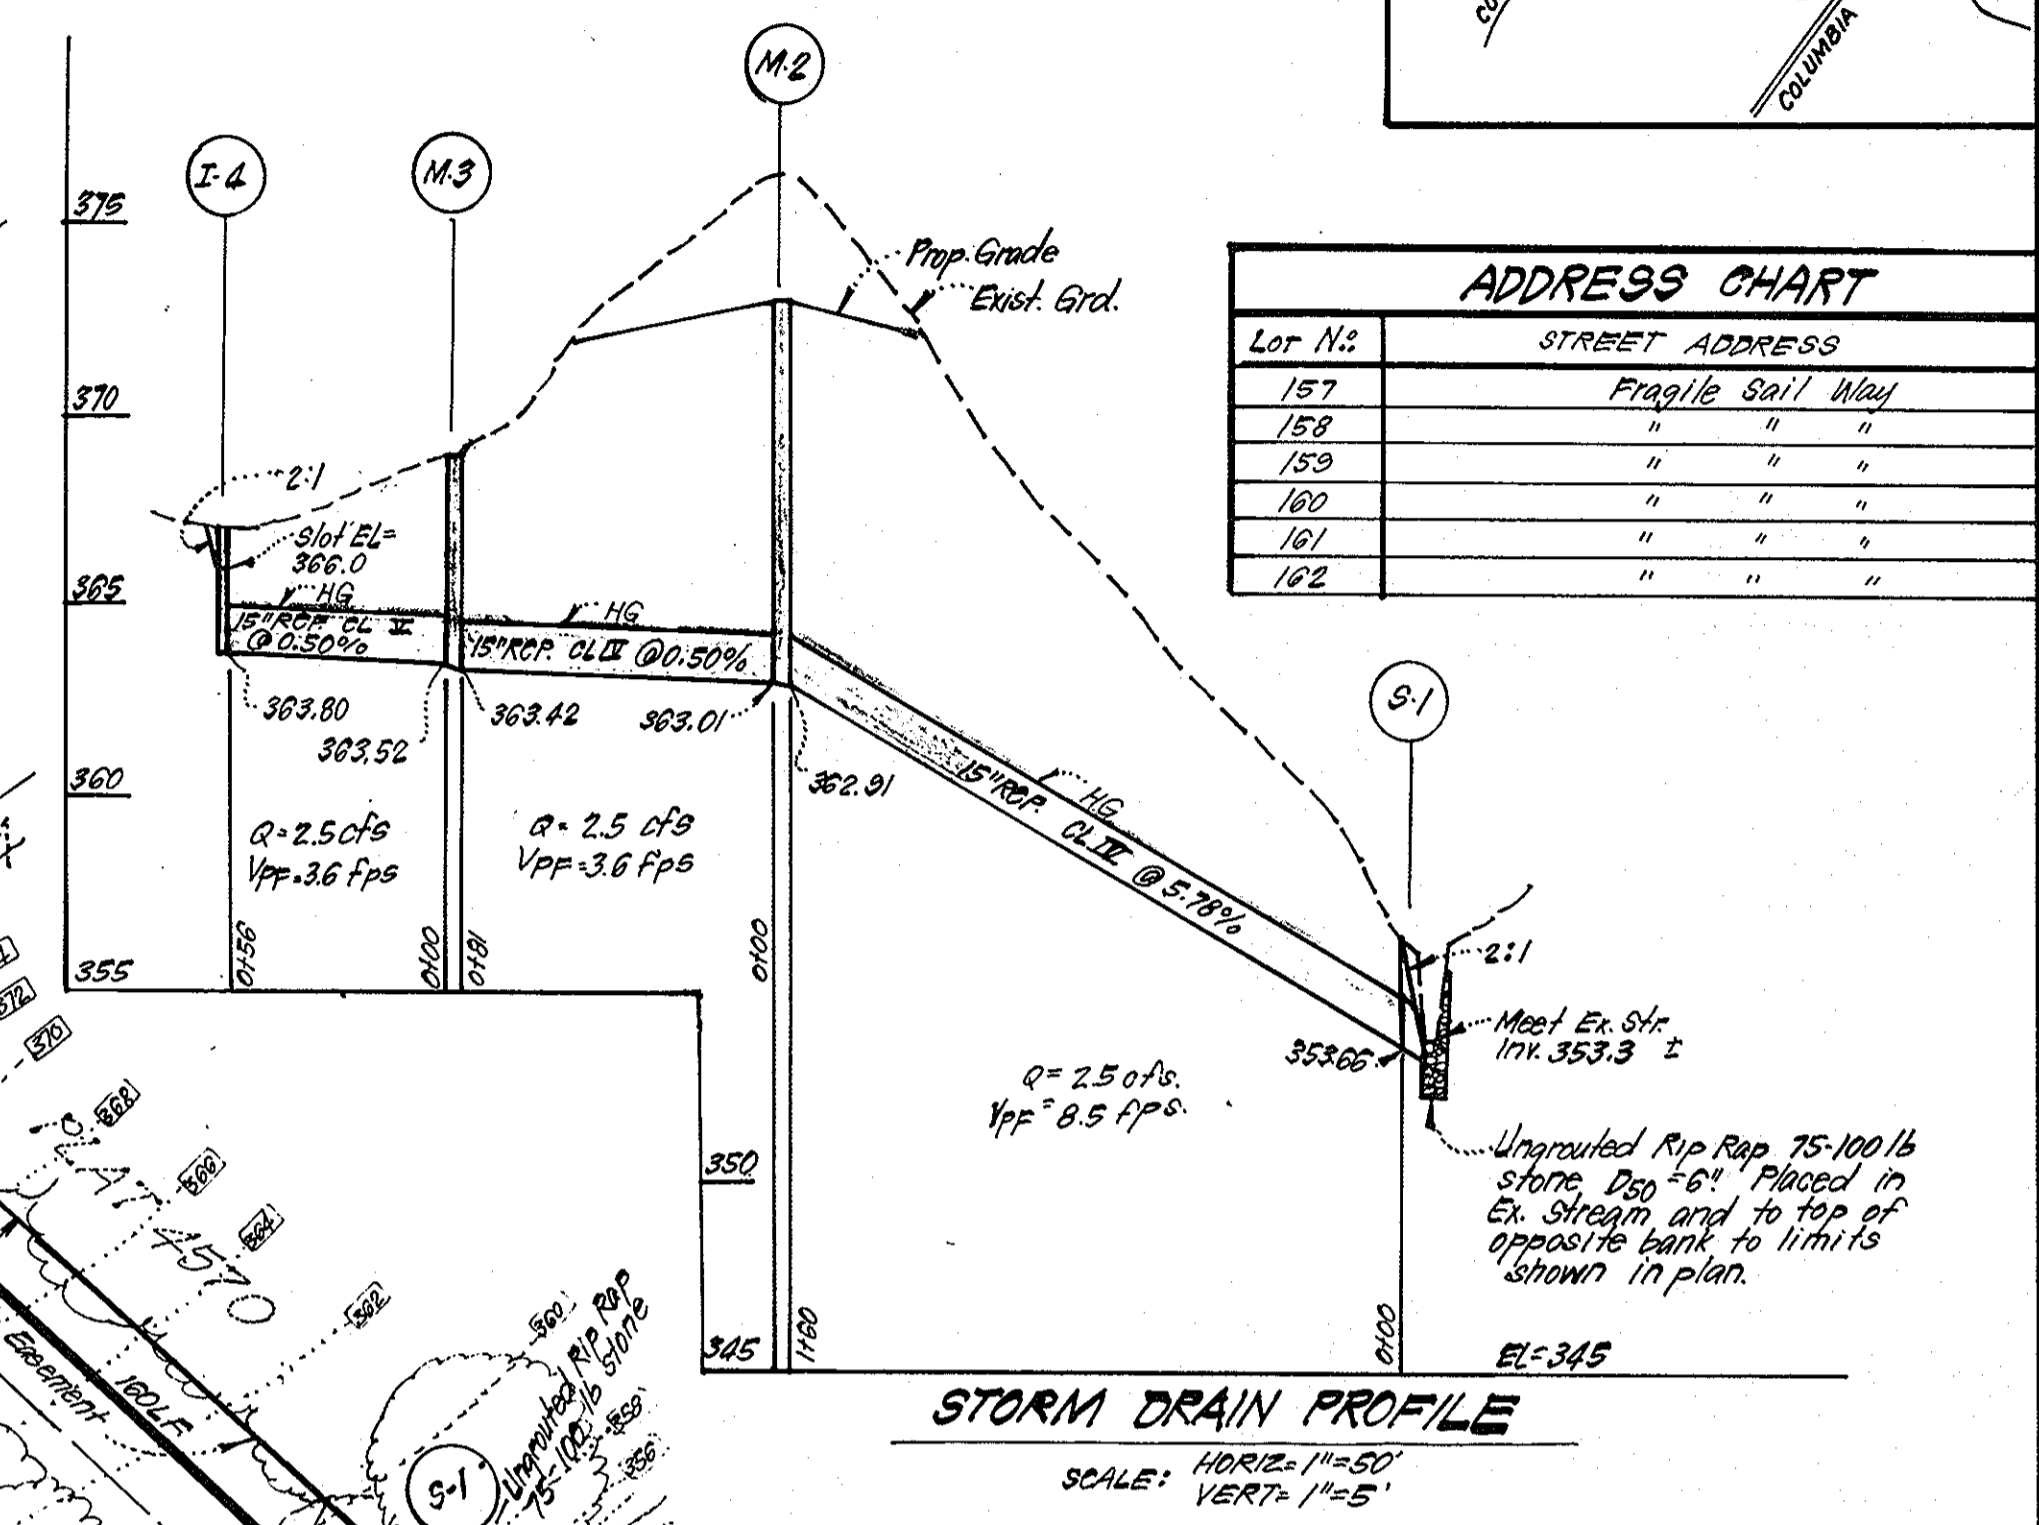 COLUMBIA
M-2
I-4
M-3
375
370
365
360
355
350
345
Prop. Grade
Exist. Grd.
2:1
Slot EL=
366.0
HG
15" RCP. CL IV
@ 0.50%
HG
15" RCP. CL IV @ 0.50%
363.80
363.52
363.42
363.01
362.91
Q=2.5 cfs
VPF=3.6 fps
Q= 2.5 cfs
VPF=3.6 fps
0+56
0+00
0+81
0+00
HG
15" RCP. CL. IV @ 5.78%
S-1
2:1
Meet Ex. Str.
Inv. 353.3 ±
353.66
Q= 2.5 cfs.
VPF= 8.5 fps.
Ungrouted Rip Rap 75-100 lb
stone D50 =6". Placed in
Ex. Stream and to top of
opposite bank to limits
shown in plan.
1+60
0+00
EL=345
STORM DRAIN PROFILE
SCALE: HORIZ= 1"=50'
VERT= 1"=5'
ADDRESS CHART
LOT No. STREET ADDRESS
157 Fragile Sail Way
158 " " "
159 " " "
160 " " "
161 " " "
162 " " "
372
370
368
366
364
362
360
358
356
PLAT 4570
Easement
160LF
S-1
Ungrouted Rip Rap
75-100 lb stone